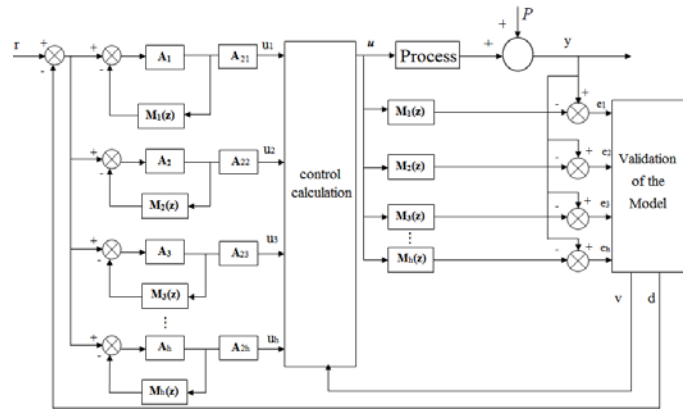 r
+
-
+
-
A1
A21
u1
M1(z)
+
-
A2
A22
u2
M2(z)
+
-
A3
A23
u3
M3(z)
⋮
+
-
Ah
A2h
uh
Mh(z)
control
calculation
u
Process
+
+
P
y
M1(z)
-
+
e1
M2(z)
-
+
e2
M3(z)
-
+
e3
⋮
Mh(z)
-
+
eh
Validation
of the
Model
v
d